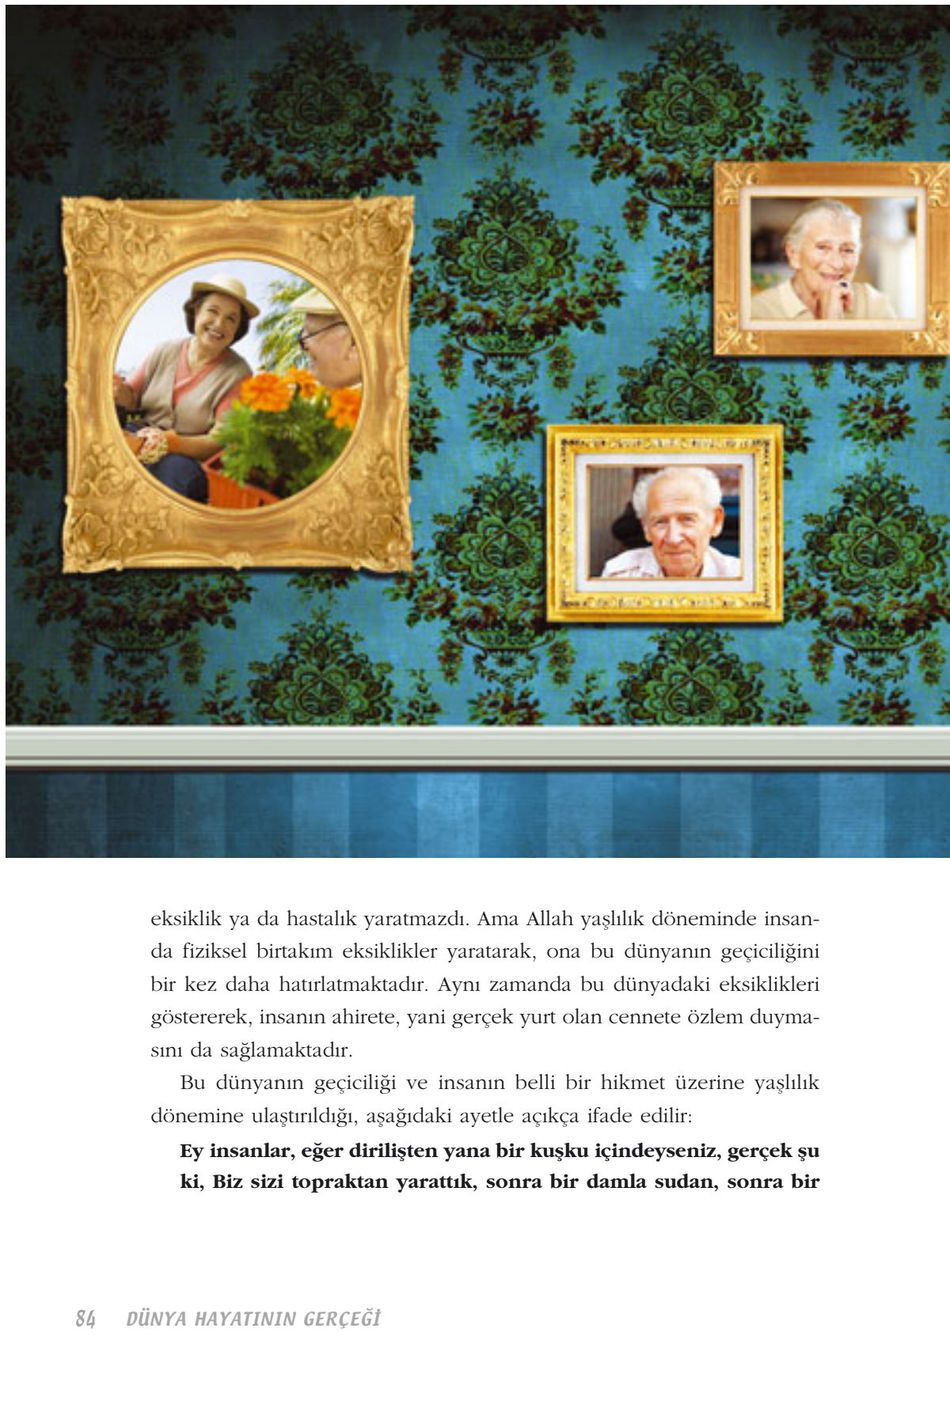 eksiklik ya da hastalık yaratmazdı. Ama Allah yaşlılık döneminde insan-
da fiziksel birtakım eksiklikler yaratarak, ona bu dünyanın geçiciliğini
bir kez daha hatırlatmaktadır. Aynı zamanda bu dünyadaki eksiklikleri
göstererek, insanın ahirete, yani gerçek yurt olan cennete özlem duyma-
sını da sağlamaktadır.
Bu dünyanın geçiciliği ve insanın belli bir hikmet üzerine yaşlılık
dönemine ulaştırıldığı, aşağıdaki ayetle açıkça ifade edilir:
Ey insanlar, eğer dirilişten yana bir kuşku içindeyseniz, gerçek şu
ki, Biz sizi topraktan yarattık, sonra bir damla sudan, sonra bir
84 DÜNYA HAYATININ GERÇEĞİ